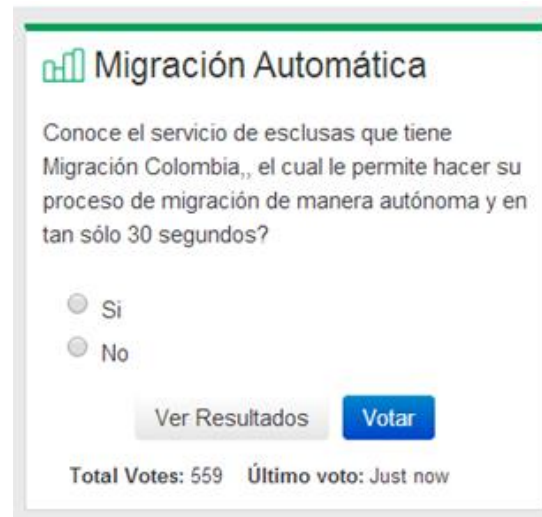 Migración Automática
Conoce el servicio de esclusas que tiene
Migración Colombia,, el cual le permite hacer su
proceso de migración de manera autónoma y en
tan sólo 30 segundos?
Si
No
Ver Resultados Votar
Total Votes: 559 Último voto: Just now